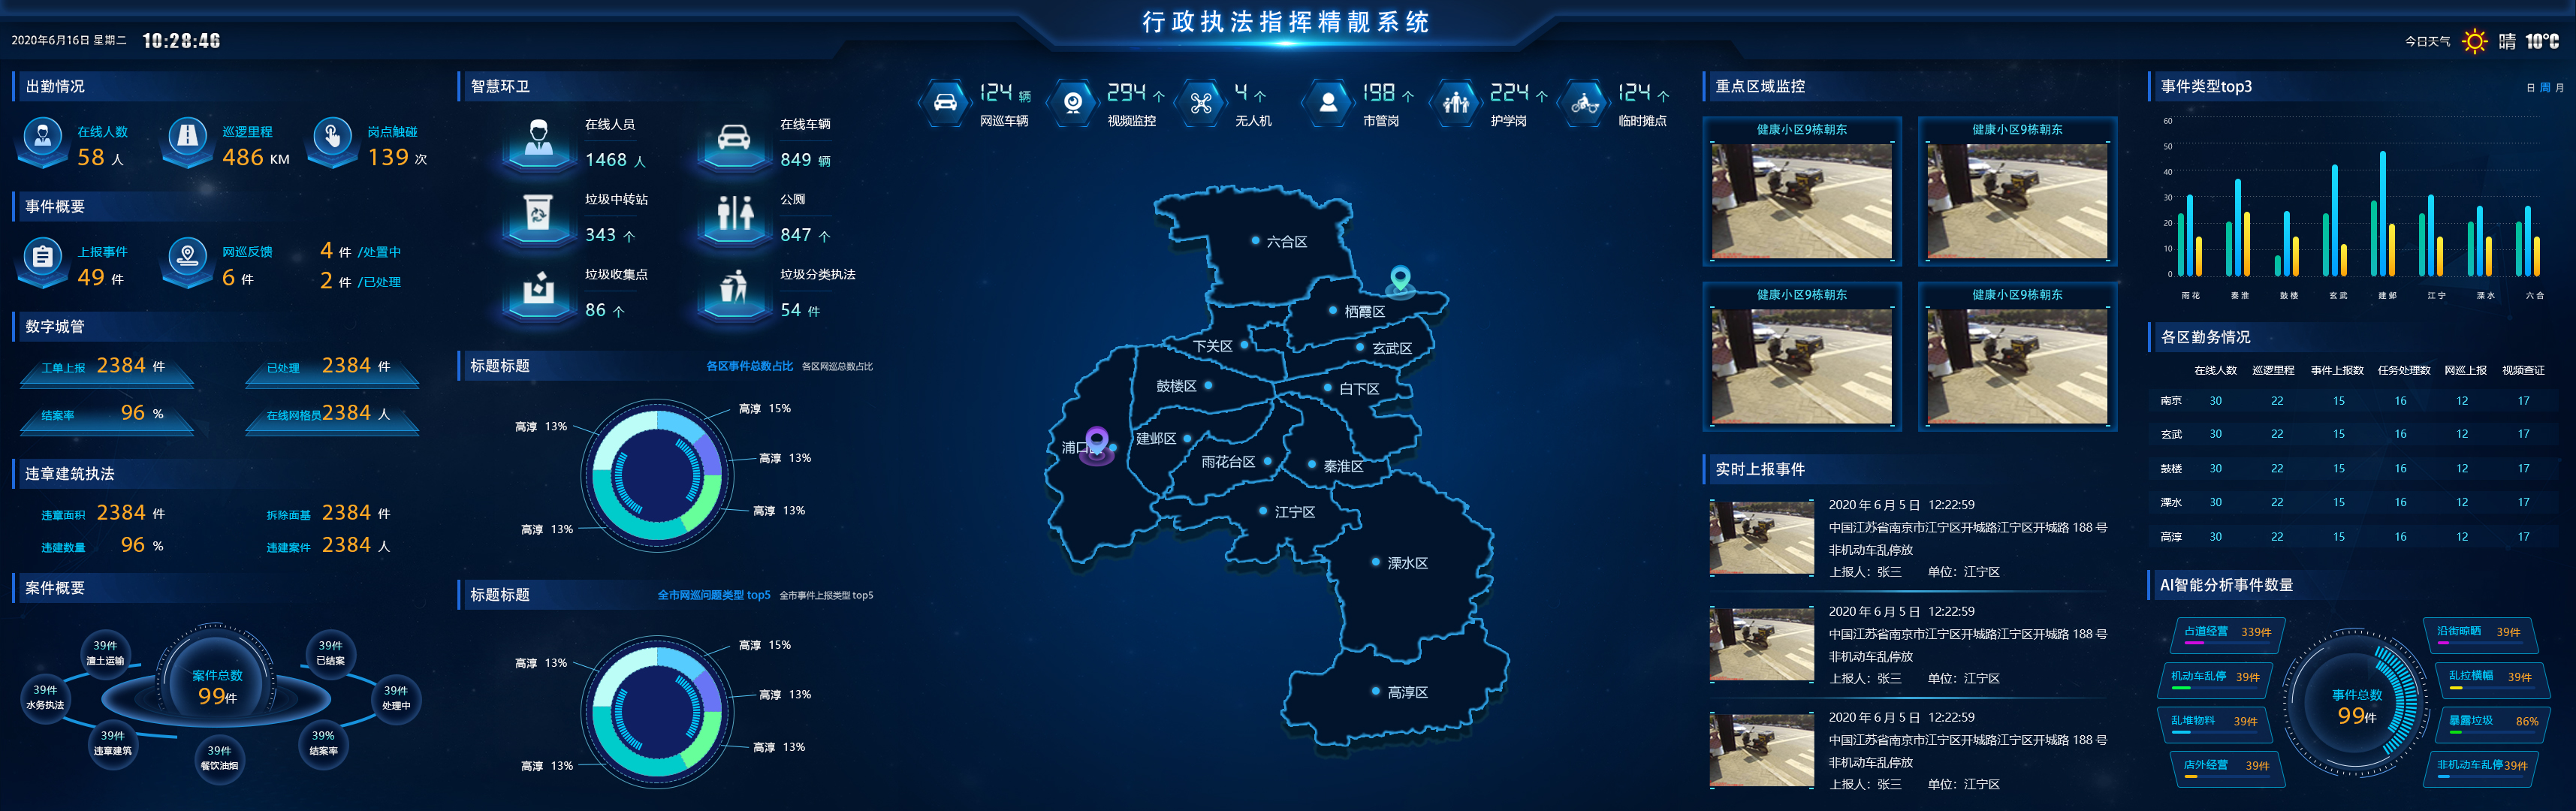 行政执法指挥精靓系统
2020年6月16日 星期二 10:28:46
今日天气 晴 10℃
出勤情况
在线人数 巡逻里程 岗点触碰
58 人 486 KM 139 次
事件概要
上报事件 网巡反馈 4 件 /处置中
49 件 6 件 2 件 /已处理
数字城管
工单上报 2384 件 已处理 2384 件
结案率 96 % 在线网格员2384 人
违章建筑执法
违章面积 2384 件 拆除面基 2384 件
违建数量 96 % 违建案件 2384 人
案件概要
39件 渣土运输
39件 已结案
案件总数
99件
39件 水务执法
39件 处理中
39件 违章建筑
39件 餐饮油烟
39% 结案率
智慧环卫
在线人员 在线车辆
1468 人 849 辆
垃圾中转站 公厕
343 个 847 个
垃圾收集点 垃圾分类执法
86 个 54 件
标题标题 各区事件总数占比 各区网巡总数占比
高淳 15%
高淳 13%
高淳 13%
高淳 13%
高淳 13%
标题标题 全市网巡问题类型 top5 全市事件上报类型 top5
高淳 15%
高淳 13%
高淳 13%
高淳 13%
高淳 13%
124 辆 294 个 4 个 198 个 224 个 124 个
网巡车辆 视频监控 无人机 市管岗 护学岗 临时摊点
六合区
栖霞区
下关区
玄武区
鼓楼区
白下区
建邺区
浦口
雨花台区
秦淮区
江宁区
溧水区
高淳区
重点区域监控
健康小区9栋朝东 健康小区9栋朝东
健康小区9栋朝东 健康小区9栋朝东
实时上报事件
2020 年 6 月 5 日 12:22:59
中国江苏省南京市江宁区开城路江宁区开城路 188 号
非机动车乱停放
上报人：张三 单位：江宁区
2020 年 6 月 5 日 12:22:59
中国江苏省南京市江宁区开城路江宁区开城路 188 号
非机动车乱停放
上报人：张三 单位：江宁区
2020 年 6 月 5 日 12:22:59
中国江苏省南京市江宁区开城路江宁区开城路 188 号
非机动车乱停放
上报人：张三 单位：江宁区
事件类型top3 日 周 月
60
50
40
30
20
10
0
雨花 秦淮 鼓楼 玄武 建邺 江宁 溧水 六合
各区勤务情况
在线人数 巡逻里程 事件上报数 任务处理数 网巡上报 视频查证
南京 30 22 15 16 12 17
玄武 30 22 15 16 12 17
鼓楼 30 22 15 16 12 17
溧水 30 22 15 16 12 17
高淳 30 22 15 16 12 17
AI智能分析事件数量
占道经营 339件 沿街晾晒 39件
机动车乱停 39件 乱拉横幅 39件
事件总数
99件
乱堆物料 39件 暴露垃圾 86%
店外经营 39件 非机动车乱停39件